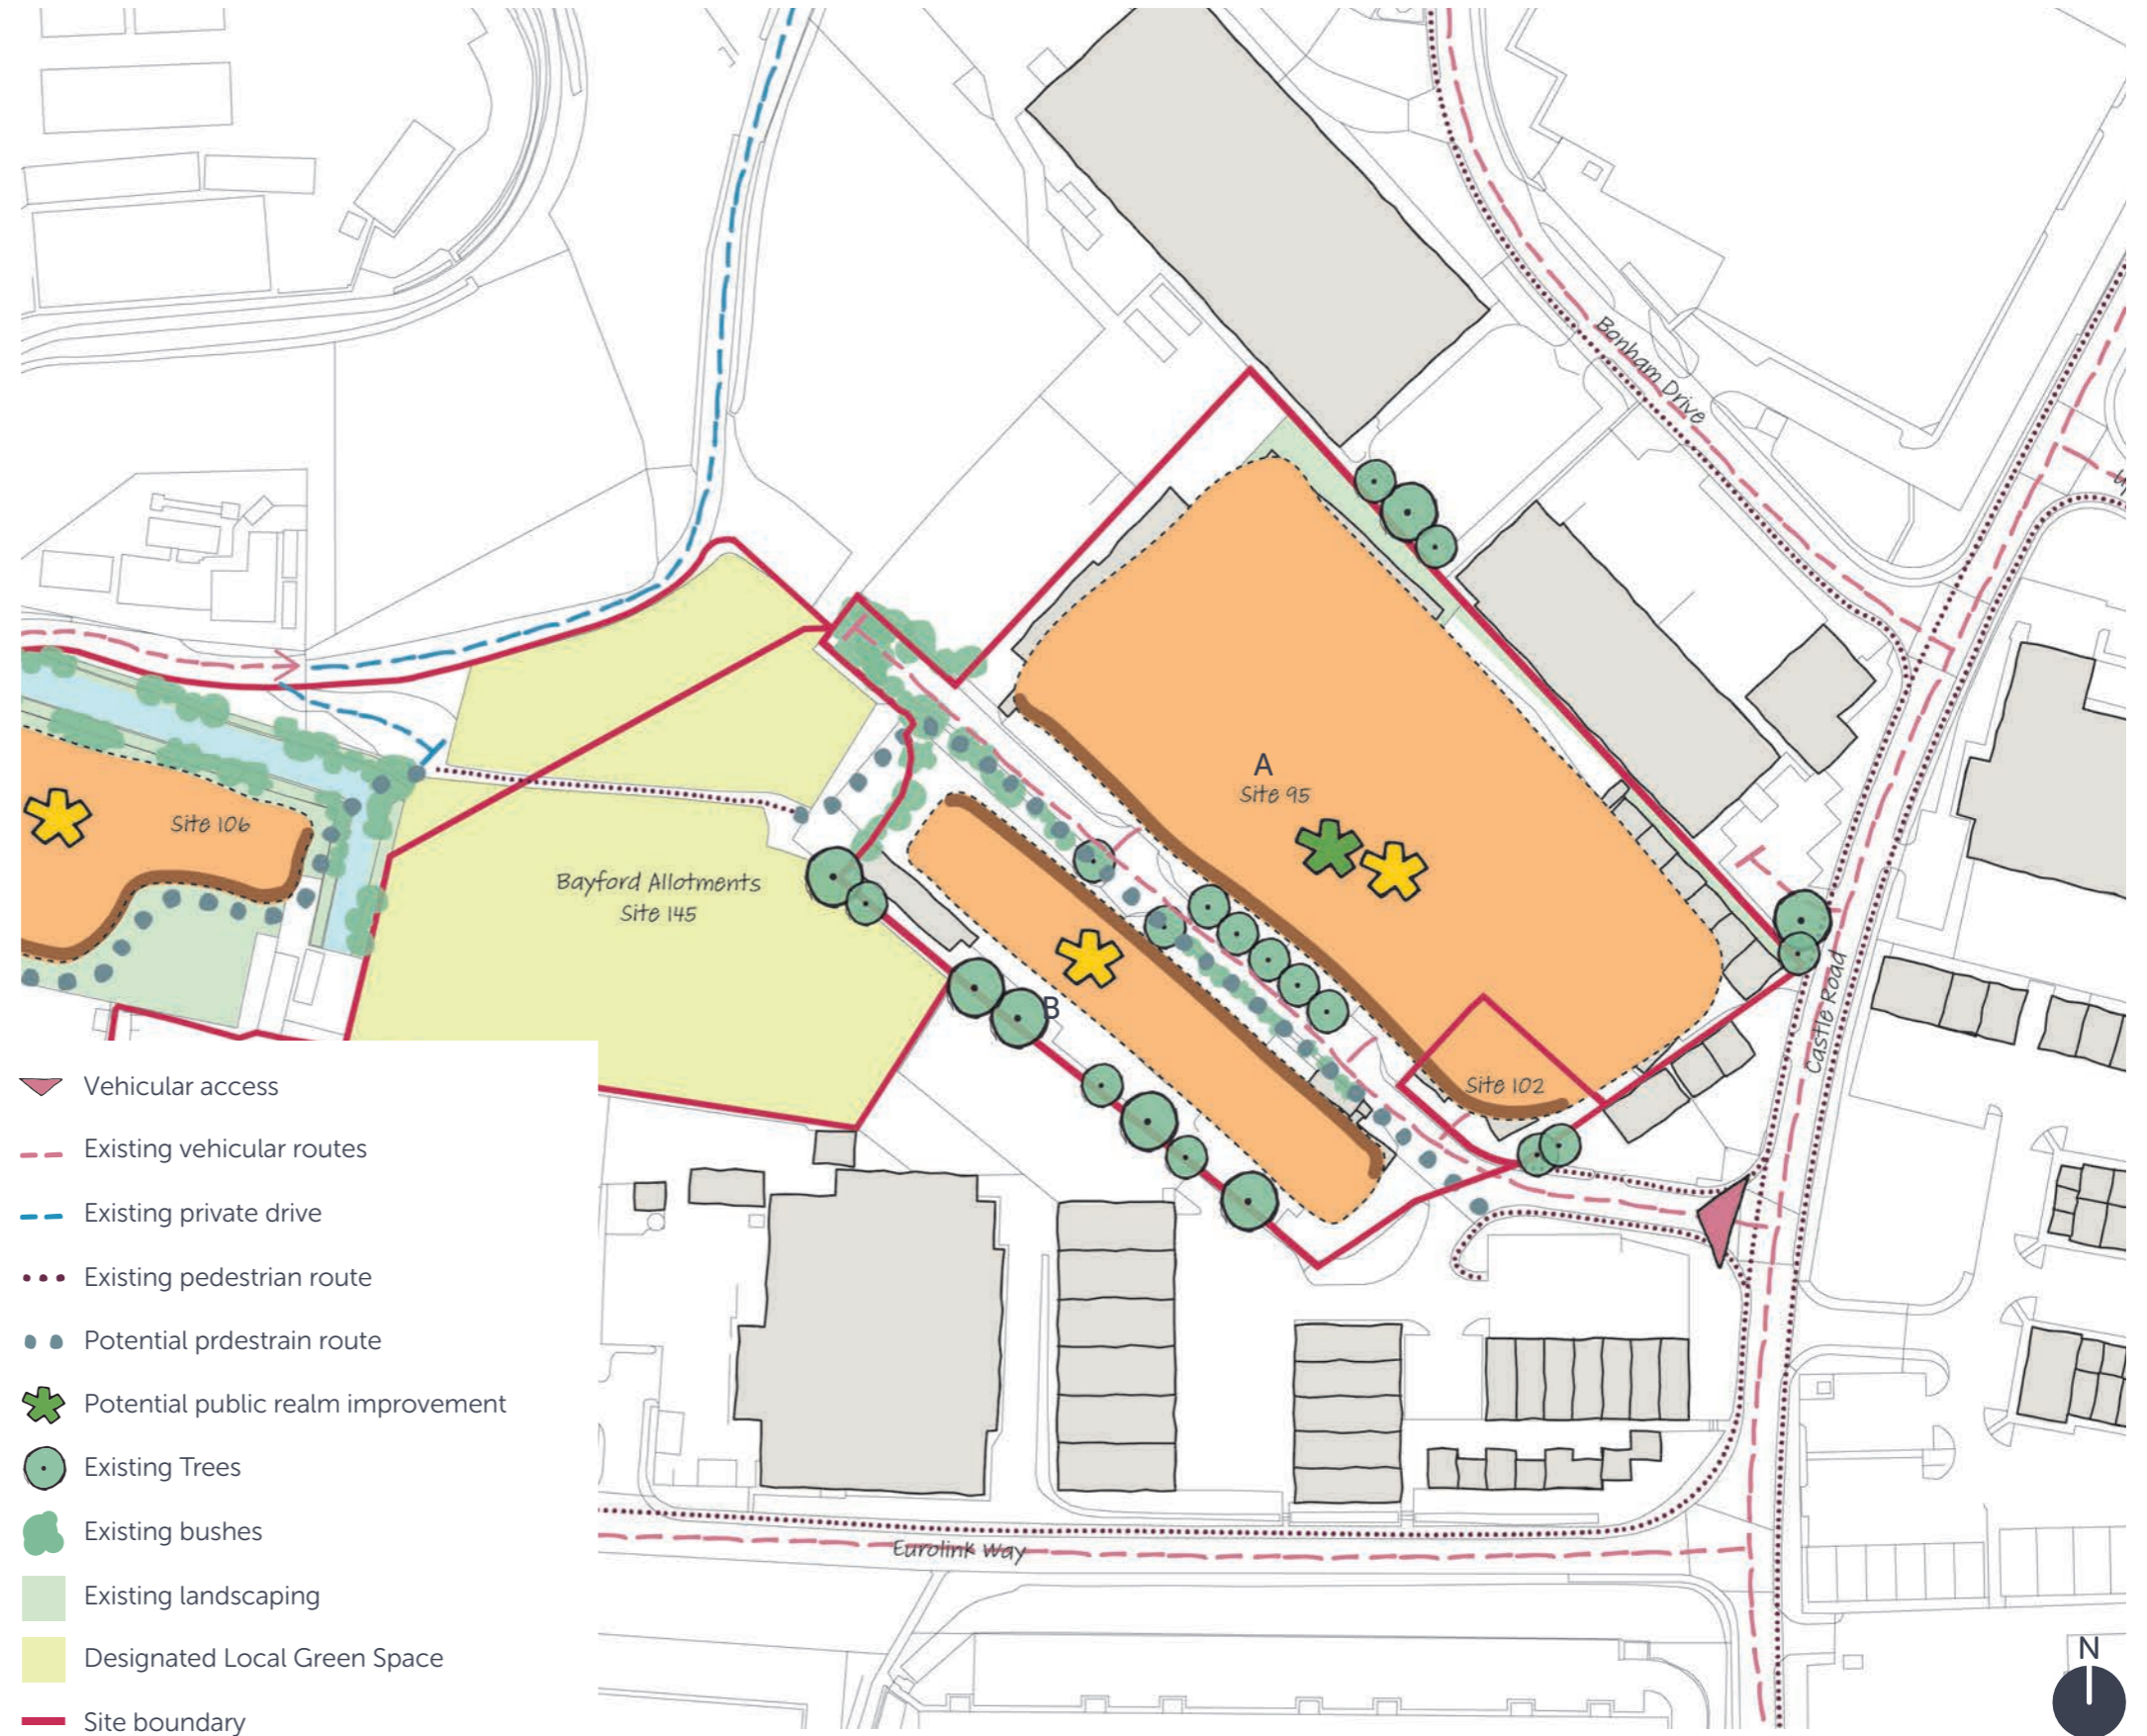 Bonham Drive
A
Site 95
Site 106
Bayford Allotments
Site 145
B
Castle Road
Site 102
Vehicular access
Existing vehicular routes
Existing private drive
Existing pedestrian route
Potential prdestrain route
Potential public realm improvement
Existing Trees
Existing bushes
Existing landscaping
Designated Local Green Space
Site boundary
Eurolink Way
N